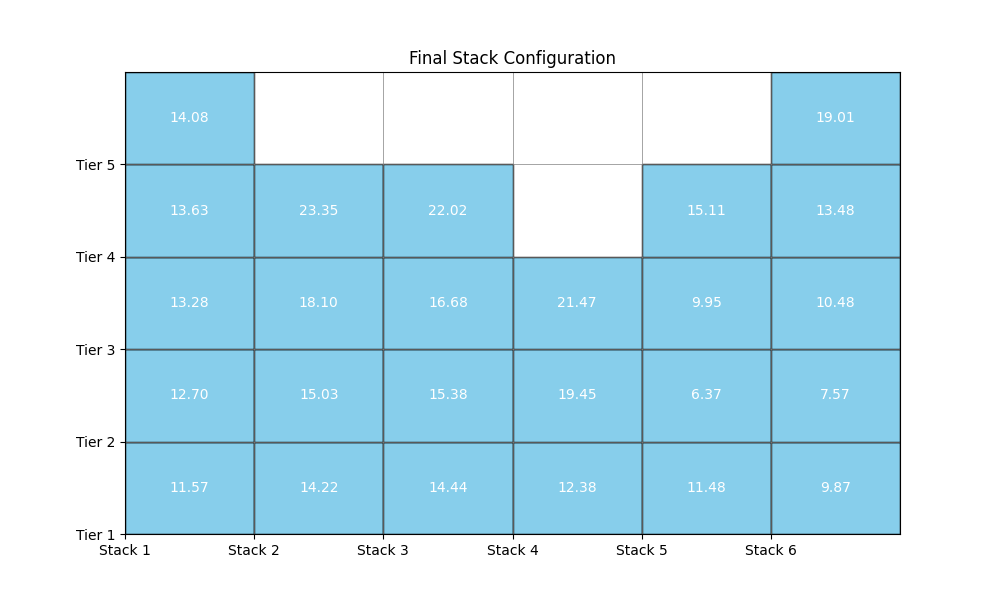 Final Stack Configuration
14.08 19.01
Tier 5
13.63 23.35 22.02 15.11 13.48
Tier 4
13.28 18.10 16.68 21.47 9.95 10.48
Tier 3
12.70 15.03 15.38 19.45 6.37 7.57
Tier 2
11.57 14.22 14.44 12.38 11.48 9.87
Tier 1
Stack 1 Stack 2 Stack 3 Stack 4 Stack 5 Stack 6